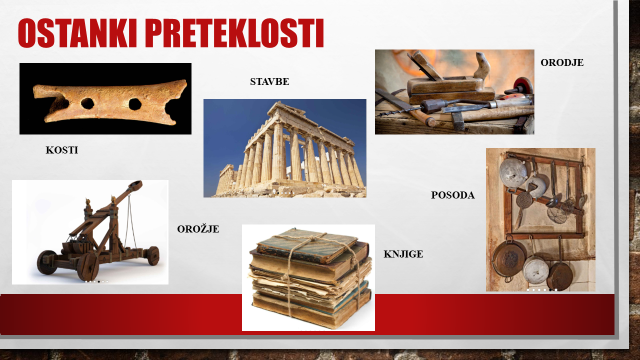 OSTANKI PRETEKLOSTI
STAVBE
ORODJE
KOSTI
POSODA
OROŽJE
KNJIGE